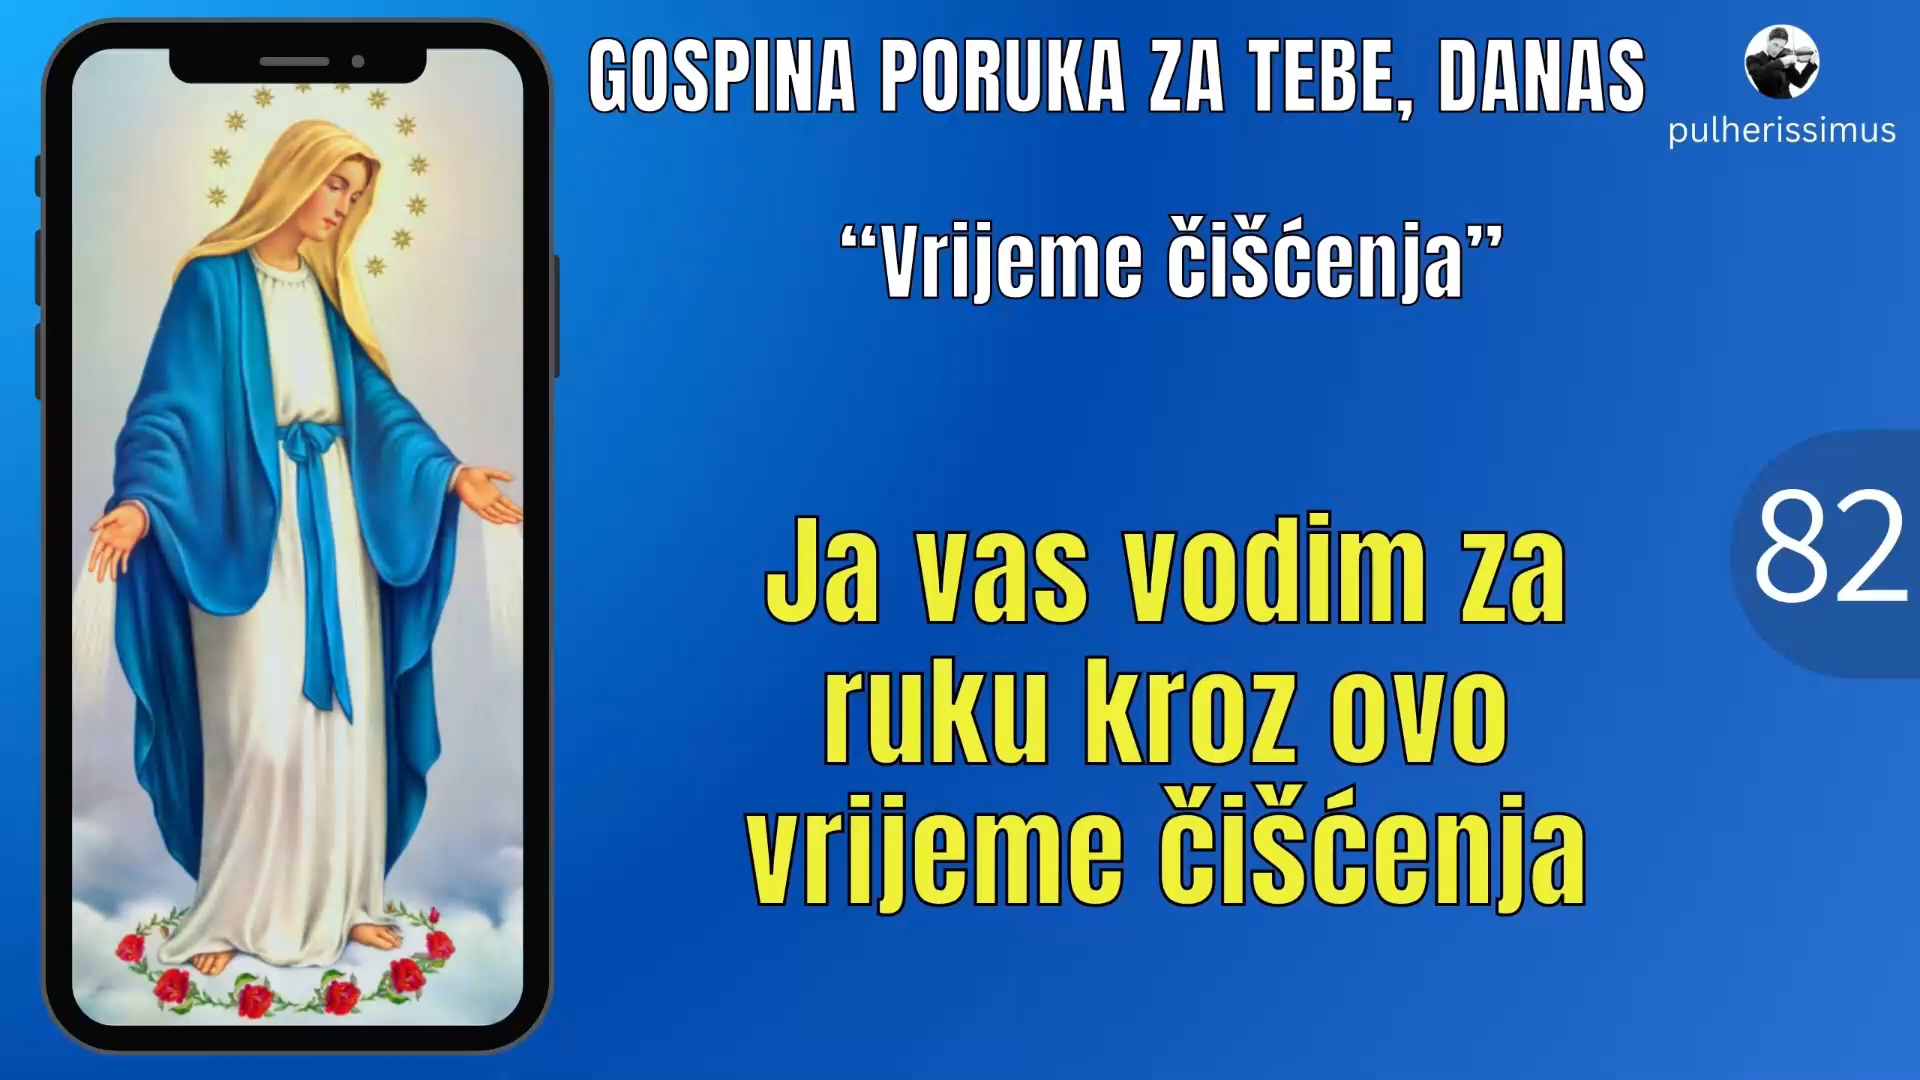 GOSPINA PORUKA ZA TEBE, DANAS
pulherissimus
“Vrijeme čišćenja”
82
Ja vas vodim za
ruku kroz ovo
vrijeme čišćenja